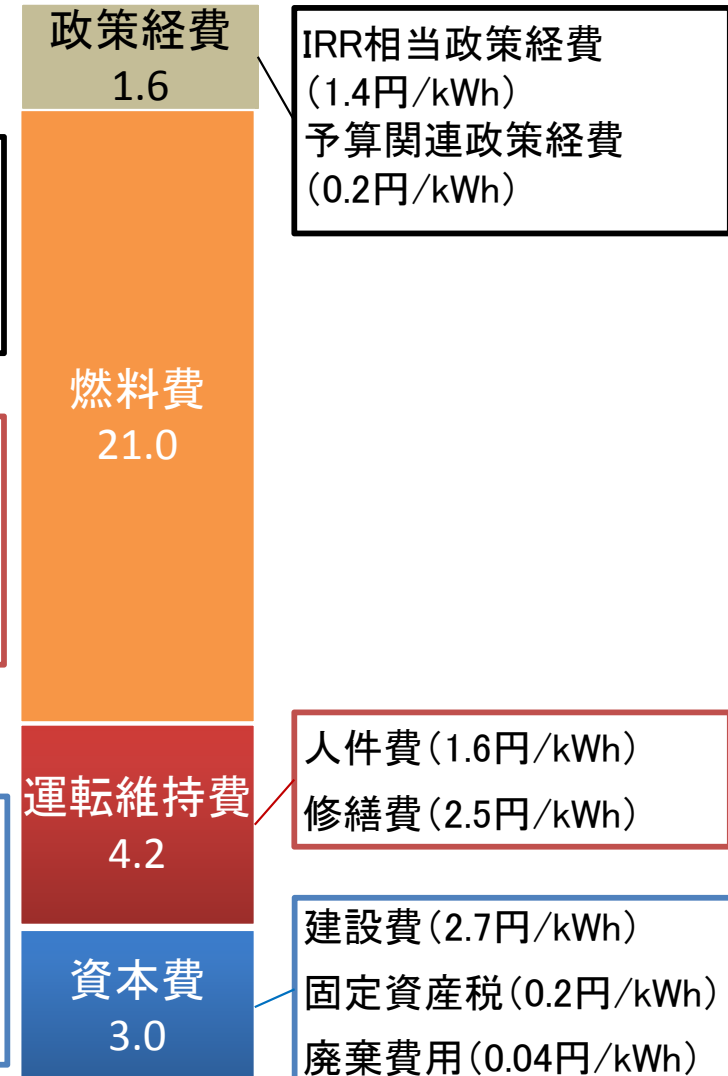 政策経費
1.6
IRR相当政策経費
(1.4円/kWh)
予算関連政策経費
(0.2円/kWh)
燃料費
21.0
運転維持費
4.2
人件費(1.6円/kWh)
修繕費(2.5円/kWh)
資本費
3.0
建設費(2.7円/kWh)
固定資産税(0.2円/kWh)
廃棄費用(0.04円/kWh)